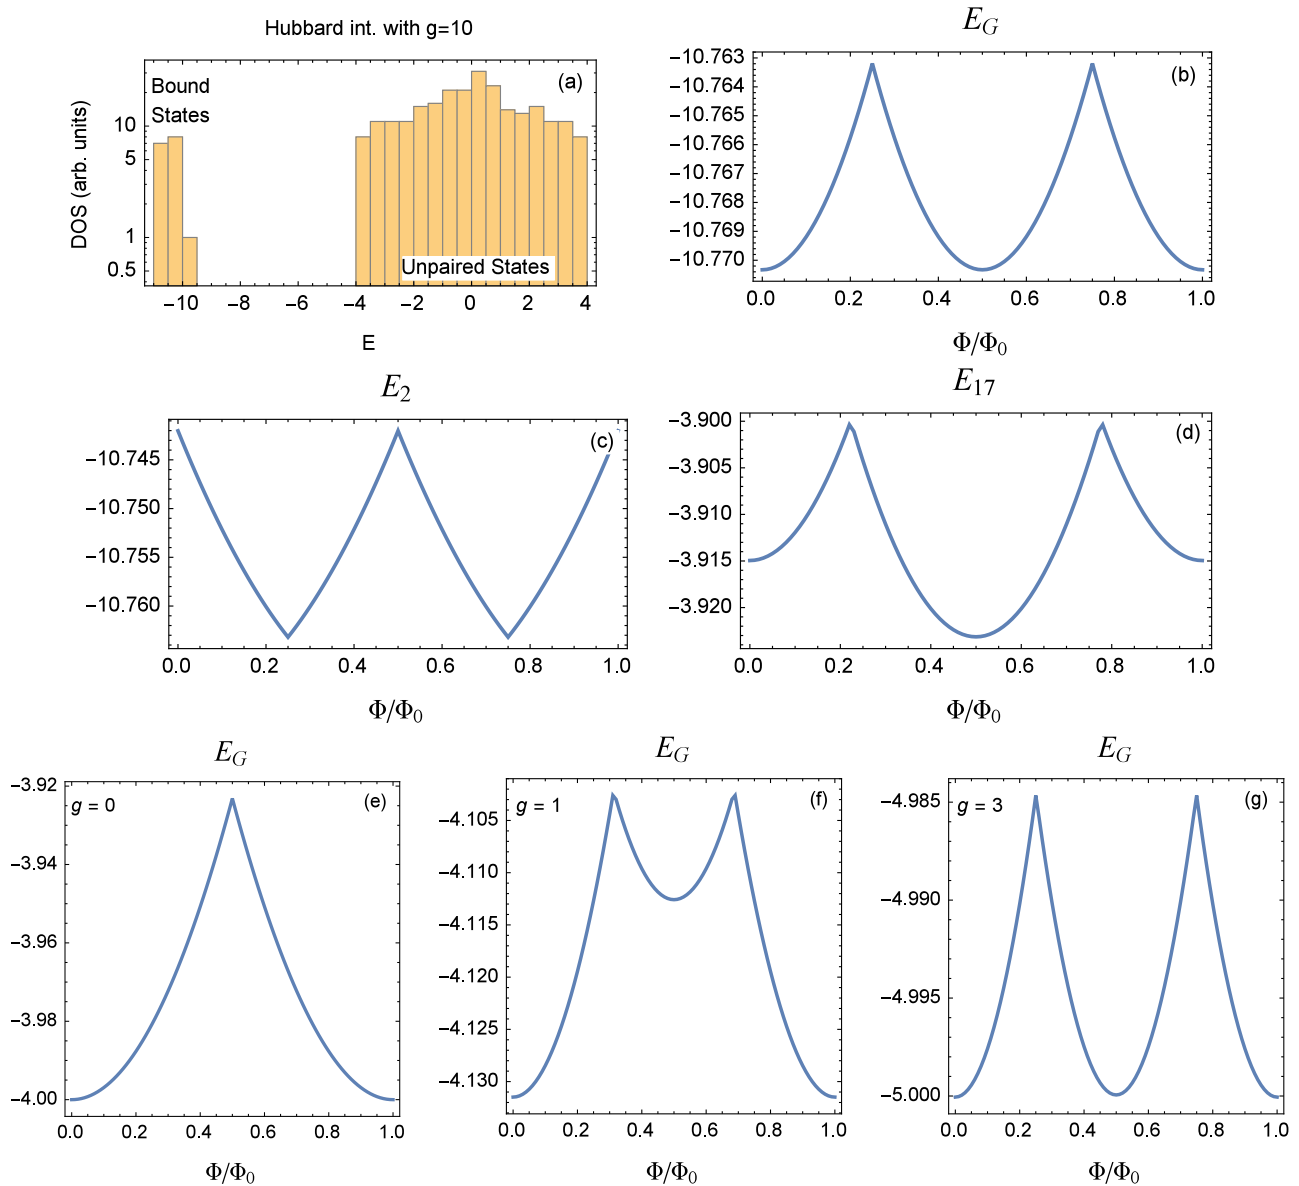 Hubbard int. with g=10
(a)
Bound
States
Unpaired States
DOS (arb. units)
10
5
1
0.5
−10 −8 −6 −4 −2 0 2 4
E
E_G
(b)
−10.763
−10.764
−10.765
−10.766
−10.767
−10.768
−10.769
−10.770
0.0 0.2 0.4 0.6 0.8 1.0
Φ/Φ₀
E₂
(c)
−10.745
−10.750
−10.755
−10.760
0.0 0.2 0.4 0.6 0.8 1.0
Φ/Φ₀
E₁₇
(d)
−3.900
−3.905
−3.910
−3.915
−3.920
0.0 0.2 0.4 0.6 0.8 1.0
Φ/Φ₀
E_G
g = 0
(e)
−3.92
−3.94
−3.96
−3.98
−4.00
0.0 0.2 0.4 0.6 0.8 1.0
Φ/Φ₀
E_G
g = 1
(f)
−4.105
−4.110
−4.115
−4.120
−4.125
−4.130
0.0 0.2 0.4 0.6 0.8 1.0
Φ/Φ₀
E_G
g = 3
(g)
−4.985
−4.990
−4.995
−5.000
0.0 0.2 0.4 0.6 0.8 1.0
Φ/Φ₀